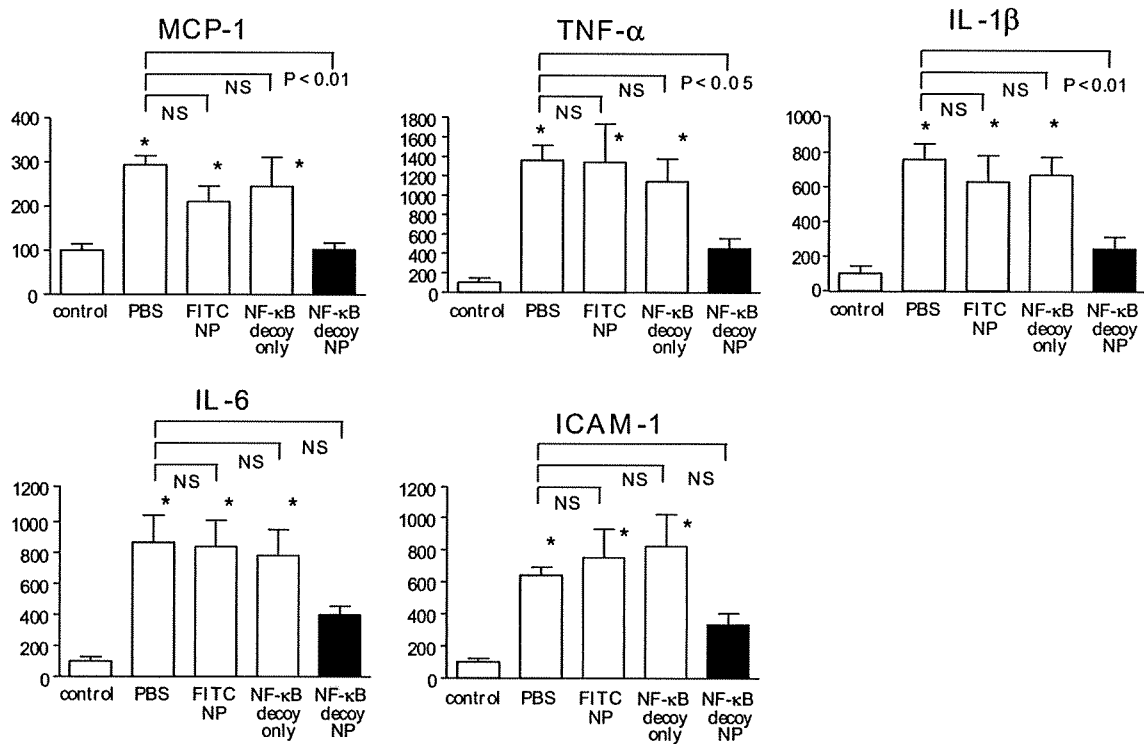 MCP-1
P<0.01
NS
NS
* * *
400
300
200
100
0
control PBS FITC NP NF-κB decoy only NF-κB decoy NP
TNF-α
P<0.05
NS
NS
* * *
1800
1600
1400
1200
1000
800
600
400
200
0
control PBS FITC NP NF-κB decoy only NF-κB decoy NP
IL-1β
P<0.01
NS
NS
* * *
1000
800
600
400
200
0
control PBS FITC NP NF-κB decoy only NF-κB decoy NP
IL-6
NS
NS
NS
* * *
1200
1000
800
600
400
200
0
control PBS FITC NP NF-κB decoy only NF-κB decoy NP
ICAM-1
NS
NS
NS
* * *
1200
1000
800
600
400
200
0
control PBS FITC NP NF-κB decoy only NF-κB decoy NP